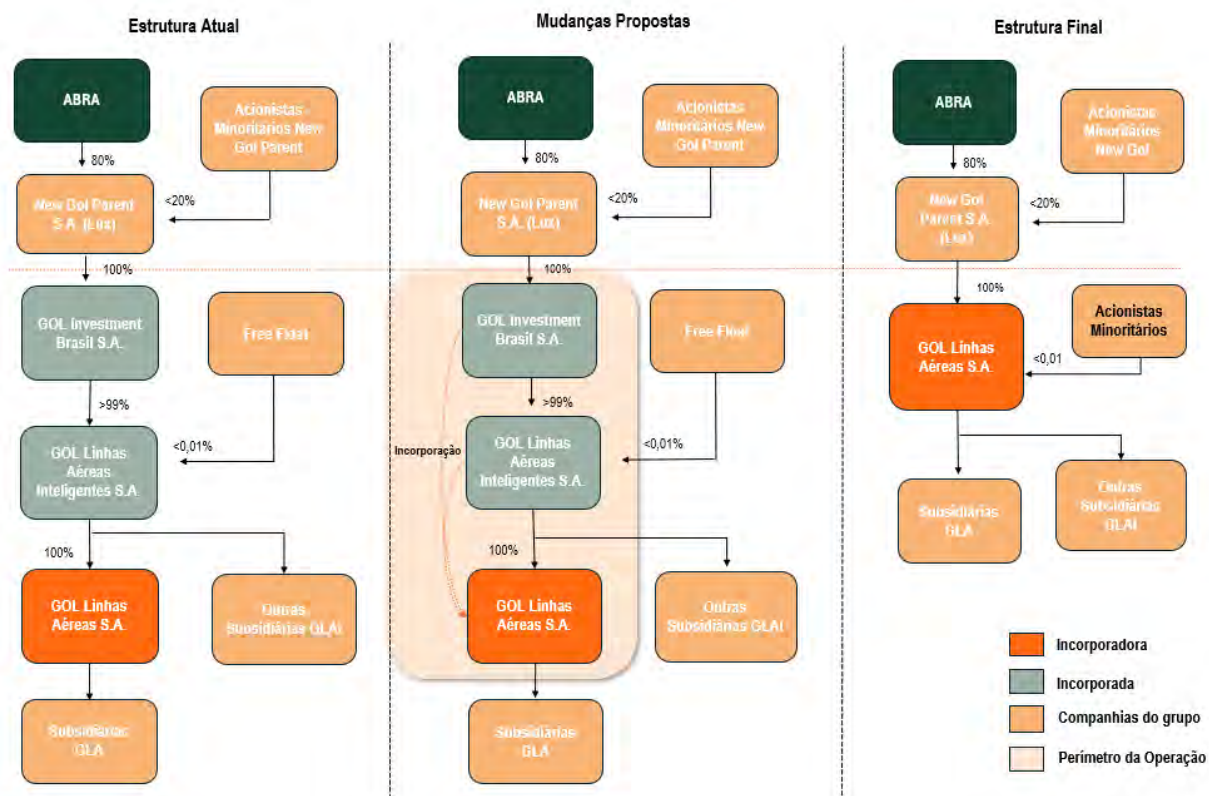 Estrutura Atual
ABRA
Acionistas
Minoritários New
Gol Parent
80%
<20%
New Gol Parent
S.A. (Lux)
100%
GOL Investment
Brasil S.A.
Free Float
>99%
<0,01%
GOL Linhas
Aéreas
Inteligentes S.A.
100%
GOL Linhas
Aéreas S.A.
Outras
Subsidiárias GLAI
Subsidiárias
GLA
Mudanças Propostas
ABRA
Acionistas
Minoritários New
Gol Parent
80%
<20%
New Gol Parent
S.A. (Lux)
100%
GOL Investment
Brasil S.A.
Free Float
>99%
Incorporação
<0,01%
GOL Linhas
Aéreas
Inteligentes S.A.
100%
GOL Linhas
Aéreas S.A.
Outras
Subsidiárias GLAI
Subsidiárias
GLA
Estrutura Final
ABRA
Acionistas
Minoritários
New Gol
80%
<20%
New Gol
Parent S.A.
(Lux)
100%
GOL Linhas
Aéreas S.A.
Acionistas
Minoritários
<0,01
Subsidiárias
GLA
Outras
Subsidiárias
GLAI
Incorporadora
Incorporada
Companhias do grupo
Perímetro da Operação